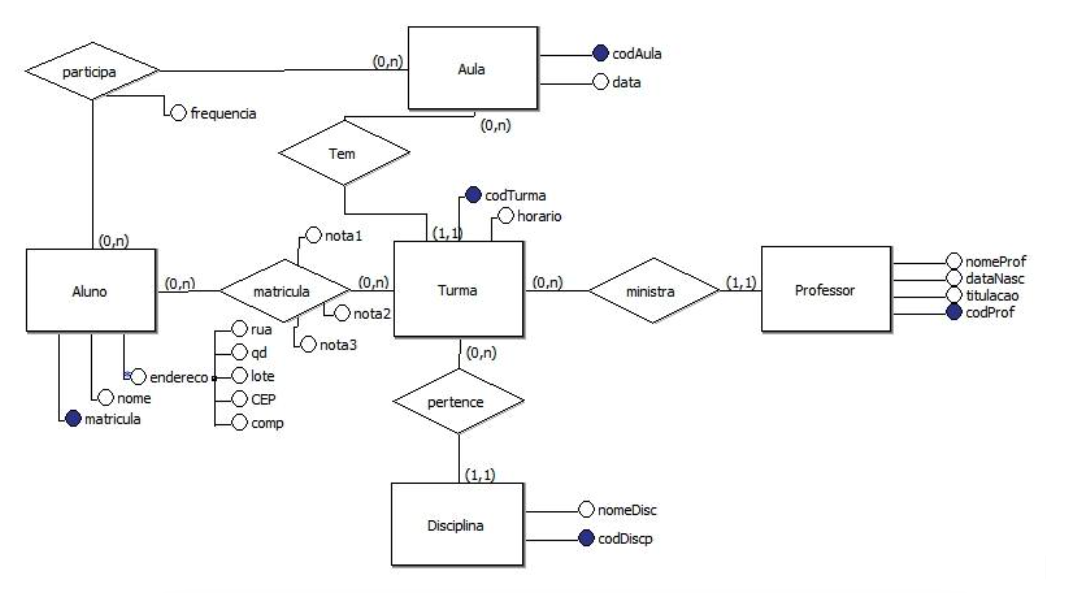 participa
(0,n)
Aula
codAula
data
frequencia
(0,n)
Tem
codTurma
horario
(1,1)
(0,n)
nota1
Aluno
(0,n)
matricula
(0,n)
Turma
(0,n)
ministra
(1,1)
Professor
nomeProf
dataNasc
titulacao
codProf
nota2
nota3
rua
qd
endereco
lote
CEP
comp
nome
matricula
(0,n)
pertence
(1,1)
Disciplina
nomeDisc
codDiscp